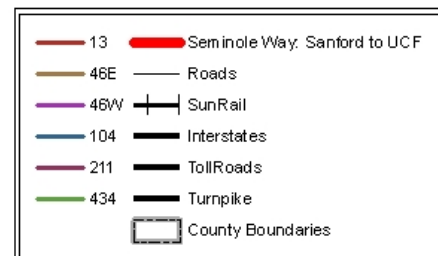 13 Seminole Way: Sanford to UCF
46E Roads
46W SunRail
104 Interstates
211 TollRoads
434 Turnpike
County Boundaries